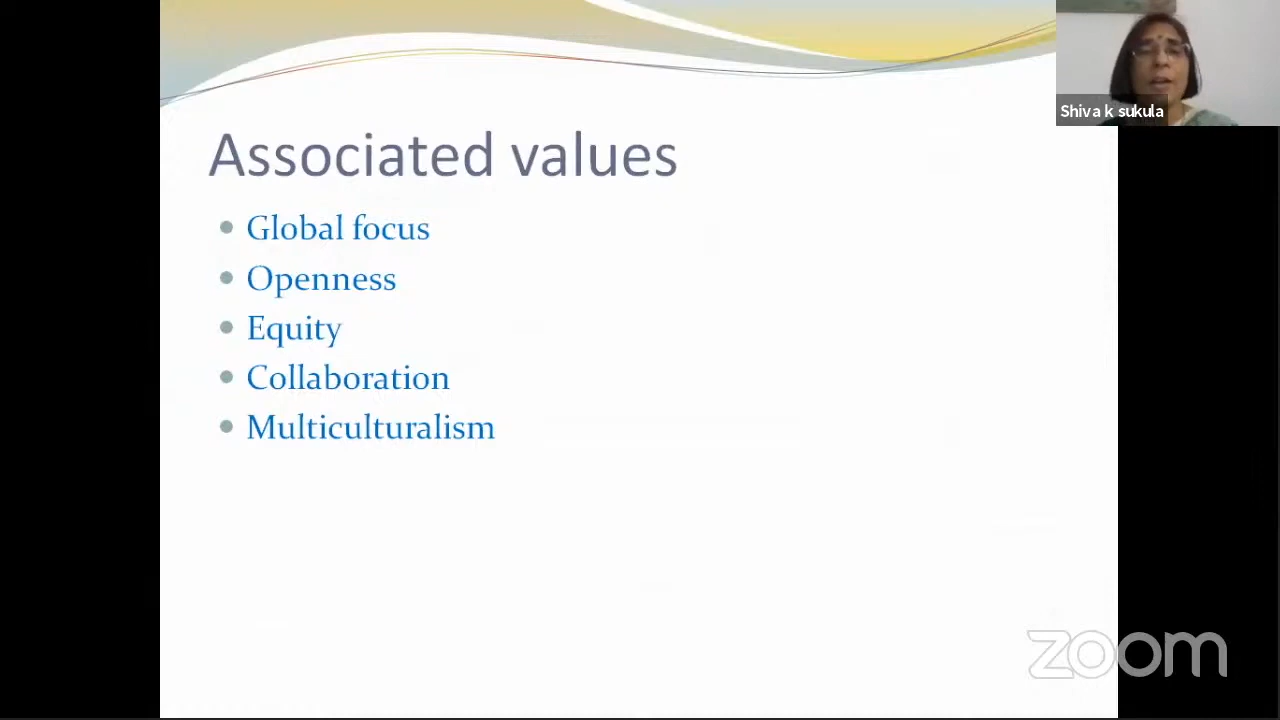 Shiva k sukula
Associated values
Global focus
Openness
Equity
Collaboration
Multiculturalism
zoom